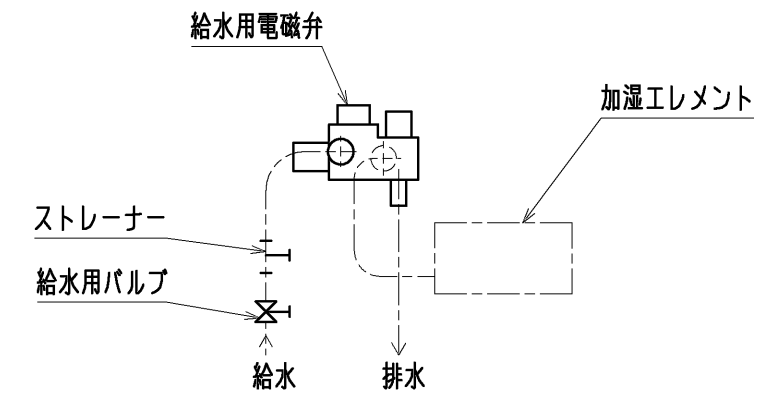 給水用電磁弁
加湿エレメント
ストレーナー
給水用バルブ
給水
排水